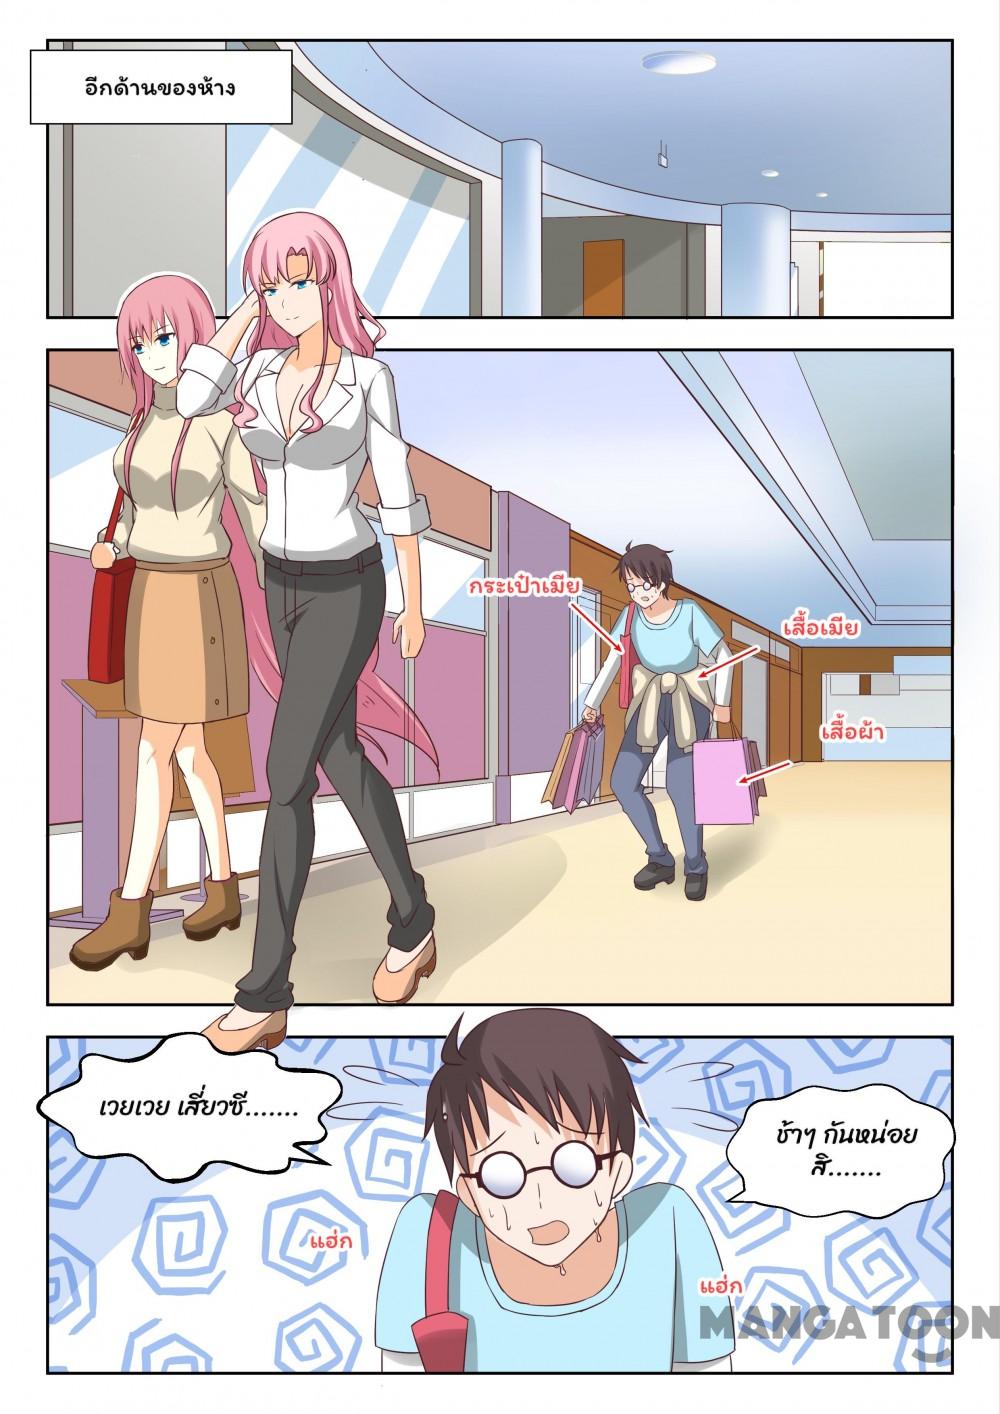 อีกด้านของห้าง
กระเป๋าเมีย
เสื้อเมีย
เสื้อผ้า
เวยเวย เสี่ยวซี.......
ช้าๆ กันหน่อย
สิ.......
แฮ่ก
แฮ่ก
MANGATOON